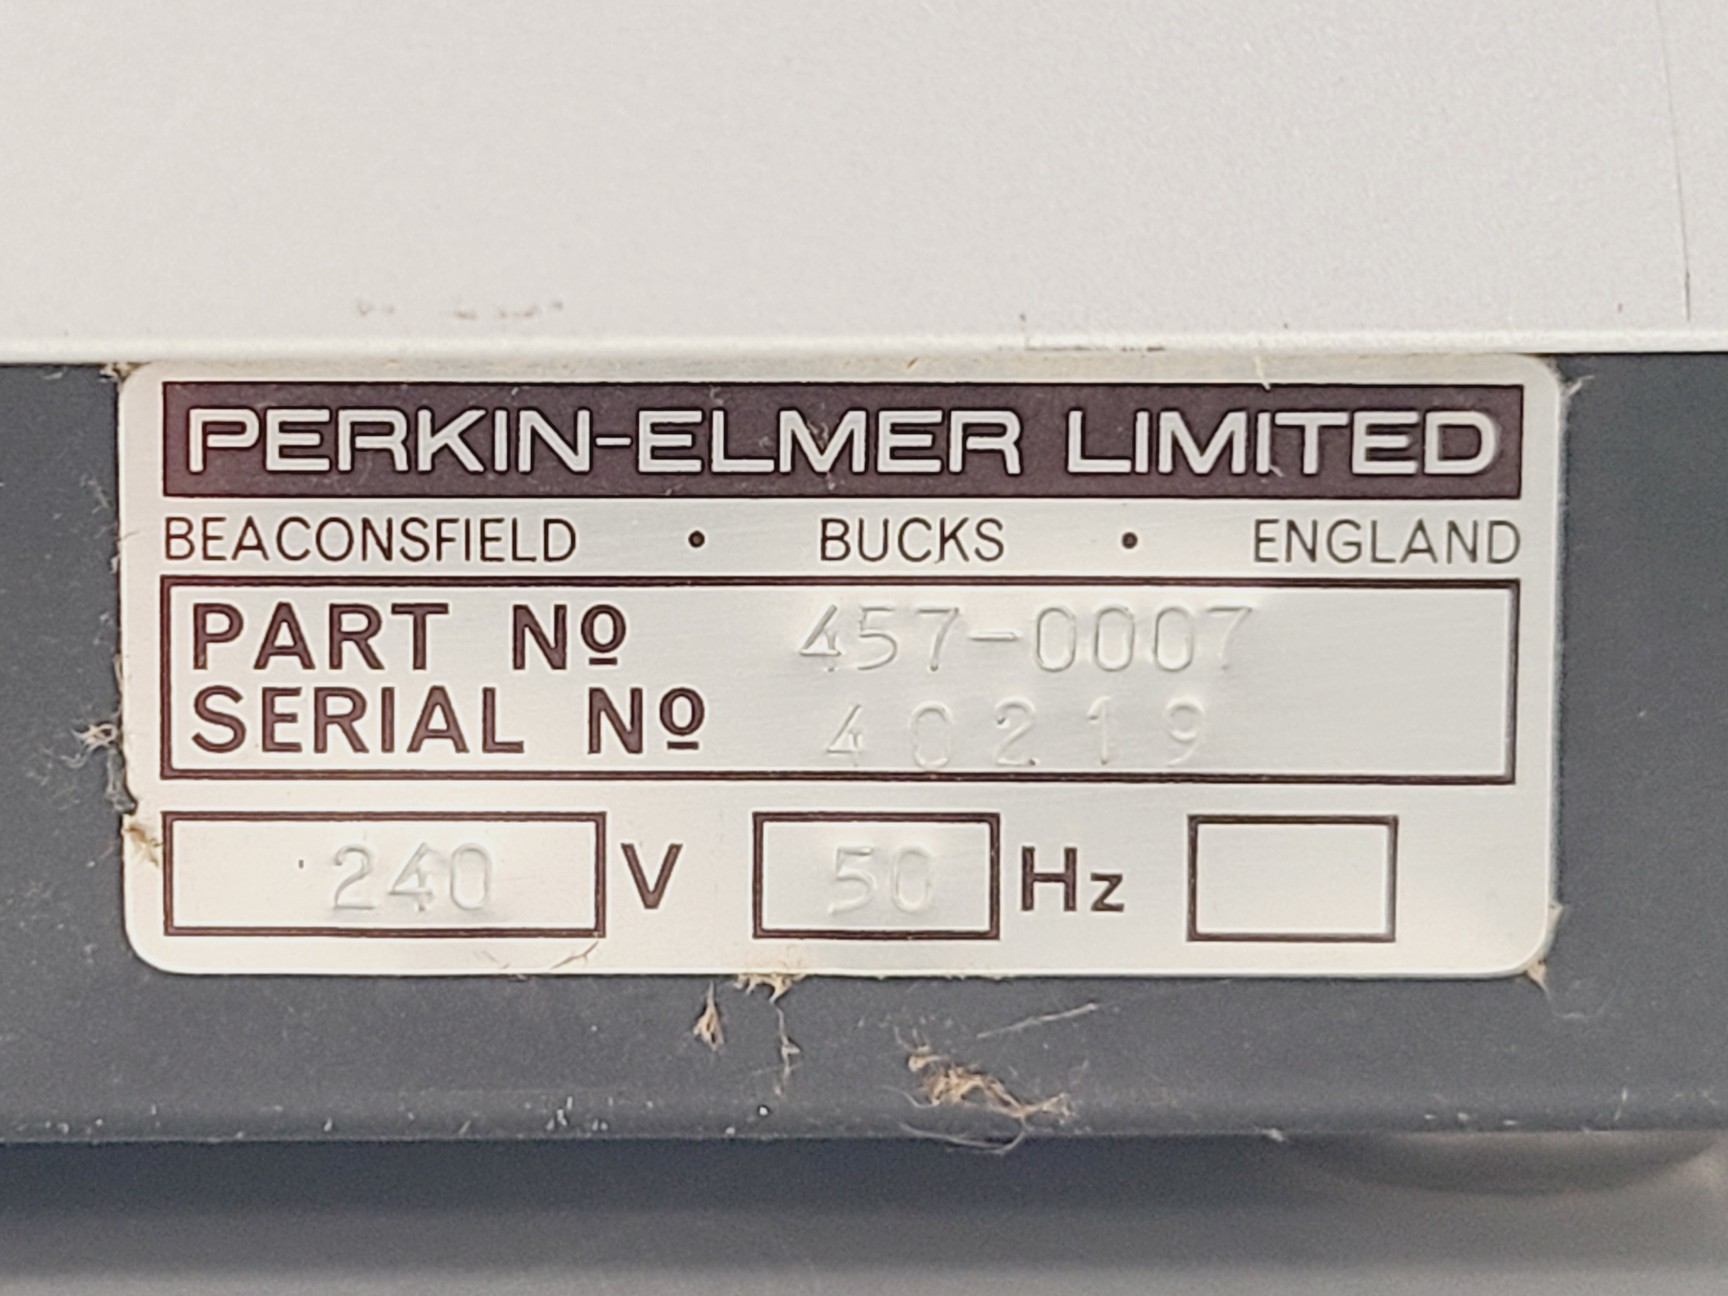 PERKIN-ELMER LIMITED
BEACONSFIELD • BUCKS • ENGLAND
PART Nº 457-0007
SERIAL Nº 40219
240 V 50 Hz